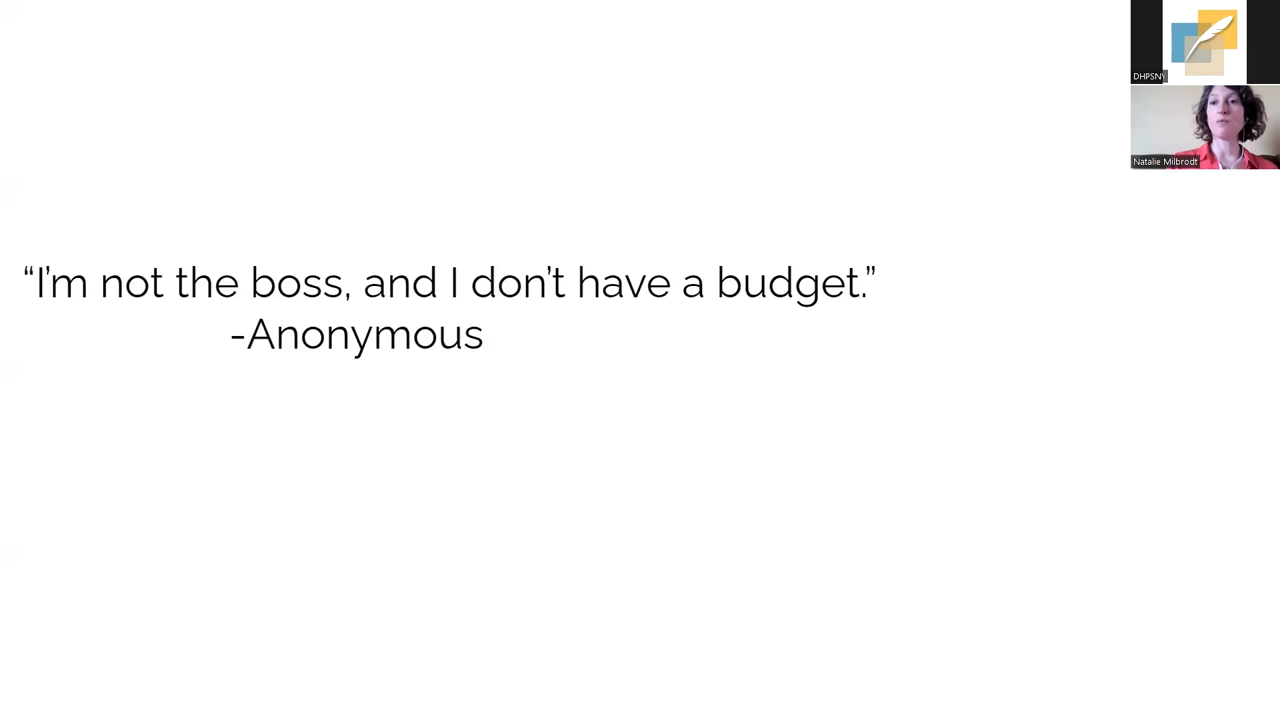 DHPSNY
Natalie Milbrodt
“I’m not the boss, and I don’t have a budget.”
-Anonymous